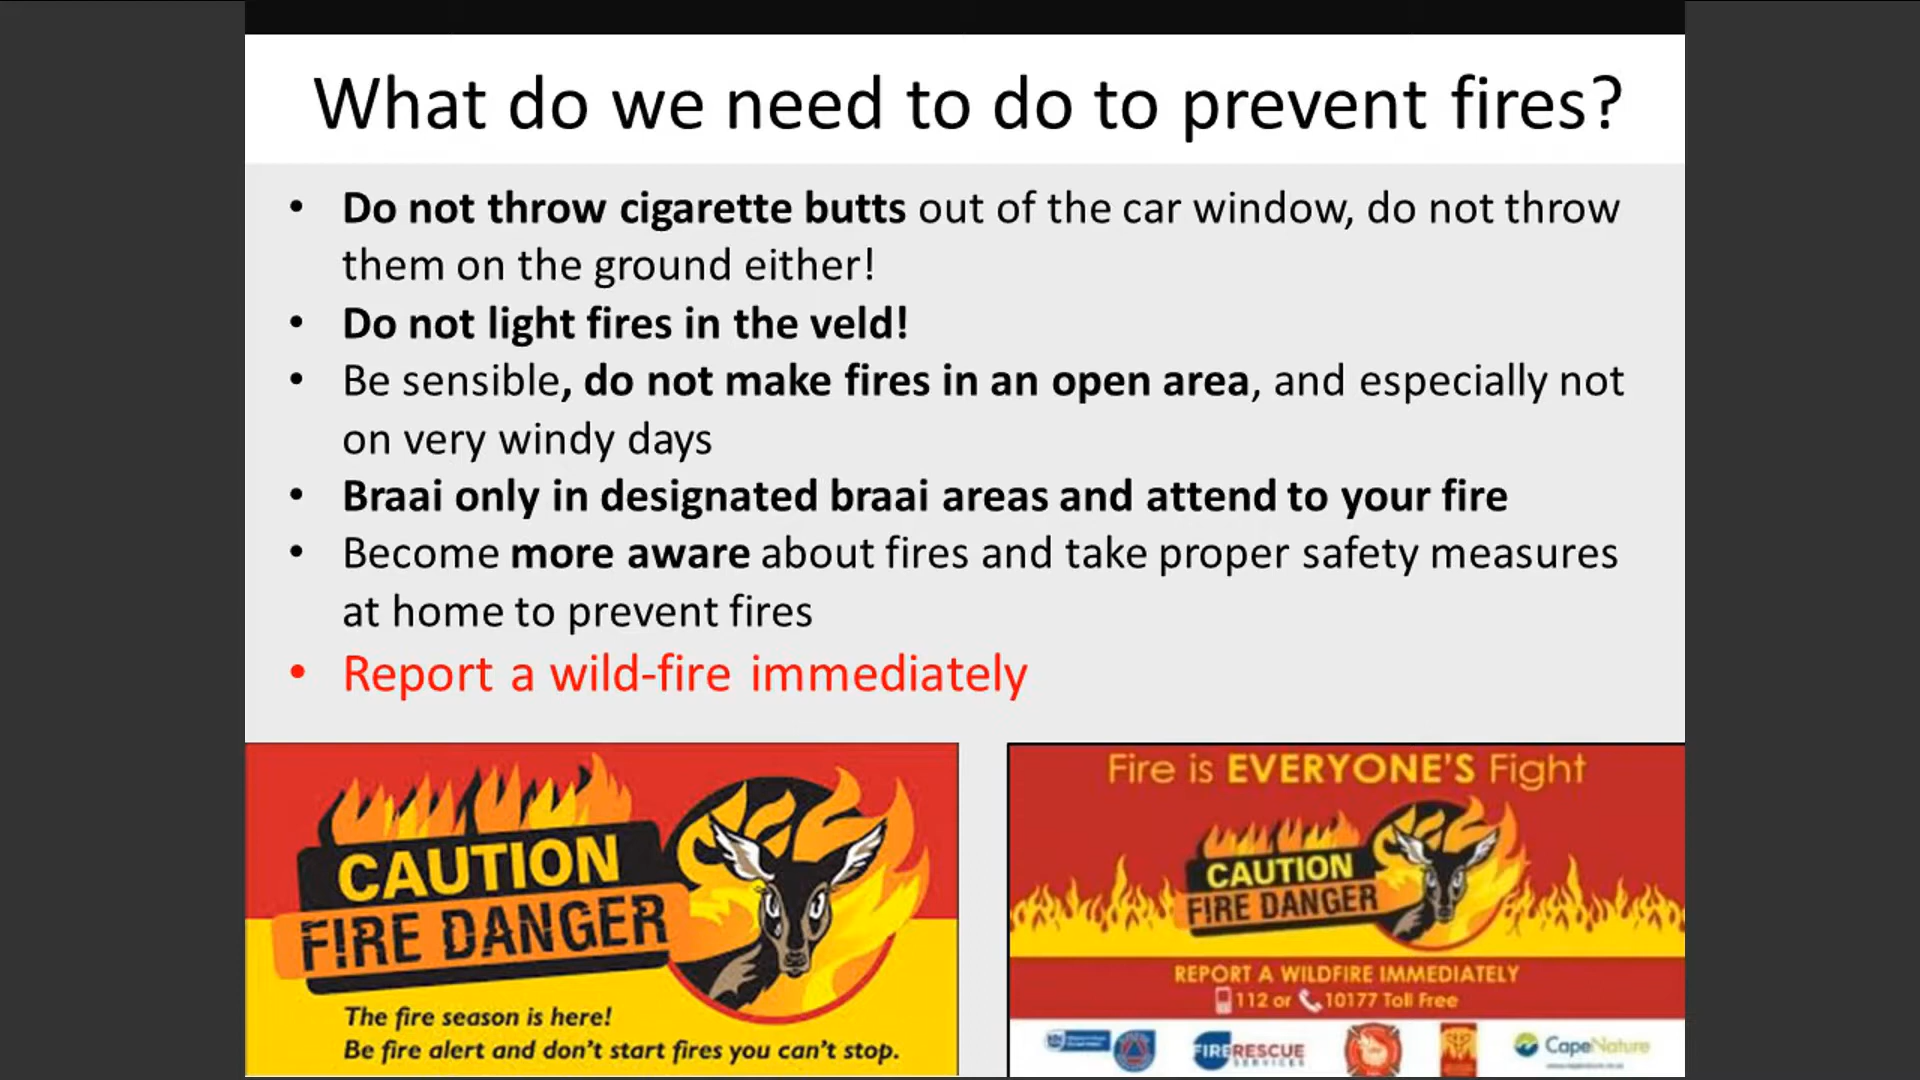 What do we need to do to prevent fires?
• Do not throw cigarette butts out of the car window, do not throw
them on the ground either!
• Do not light fires in the veld!
• Be sensible, do not make fires in an open area, and especially not
on very windy days
• Braai only in designated braai areas and attend to your fire
• Become more aware about fires and take proper safety measures
at home to prevent fires
• Report a wild-fire immediately
CAUTION
FIRE DANGER
The fire season is here!
Be fire alert and don't start fires you can't stop.
Fire is EVERYONE'S Fight
CAUTION
FIRE DANGER
REPORT A WILDFIRE IMMEDIATELY
112 or 10177 Toll Free
FIRERESCUE
SERVICES
CapeNature